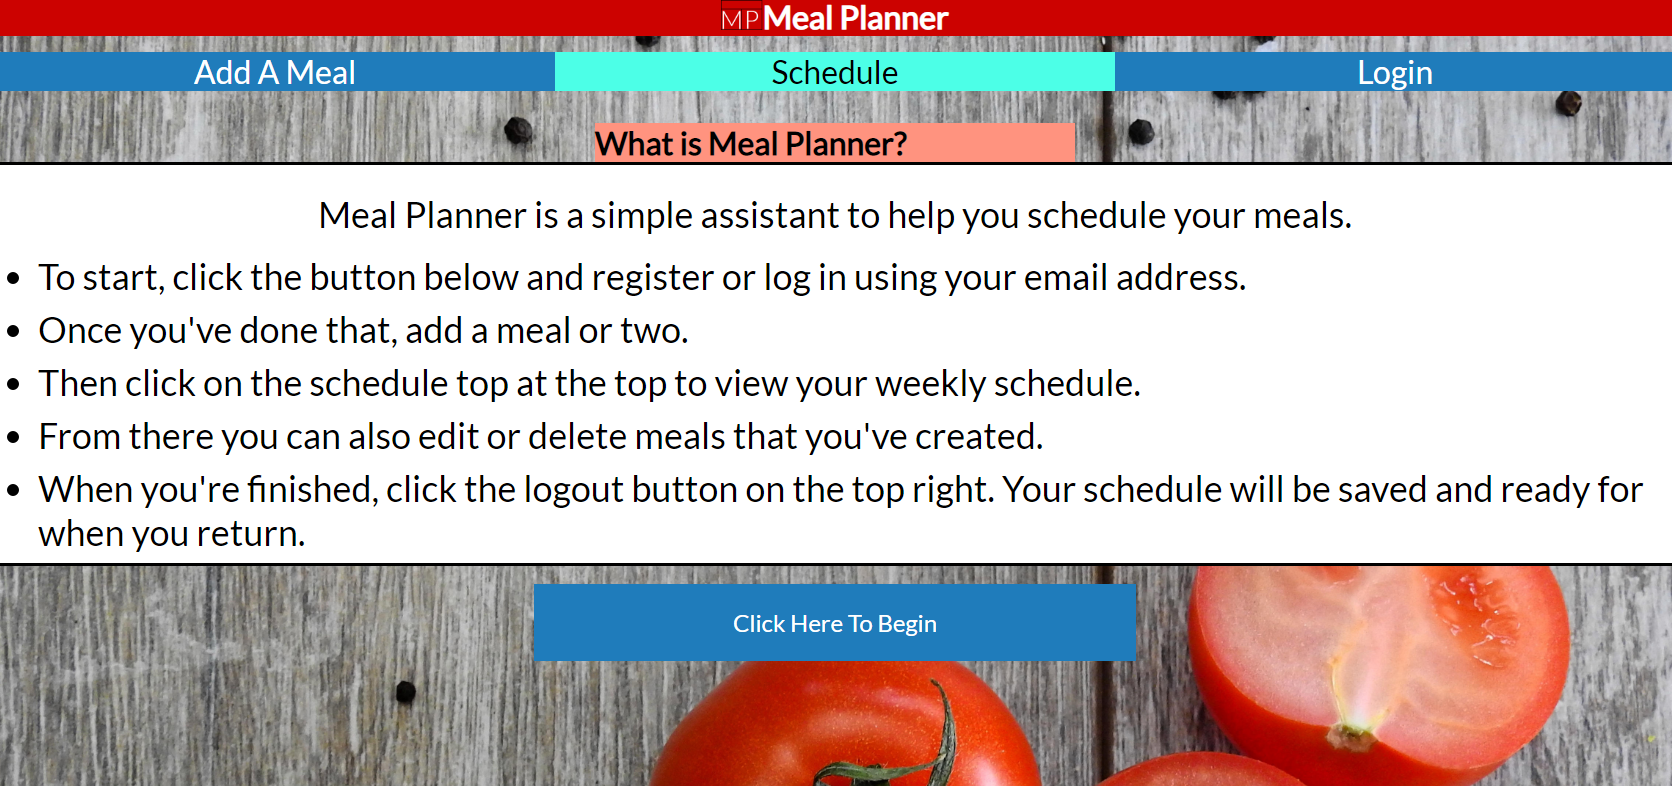 MP Meal Planner
Add A Meal Schedule Login
What is Meal Planner?
Meal Planner is a simple assistant to help you schedule your meals.
• To start, click the button below and register or log in using your email address.
• Once you've done that, add a meal or two.
• Then click on the schedule top at the top to view your weekly schedule.
• From there you can also edit or delete meals that you've created.
• When you're finished, click the logout button on the top right. Your schedule will be saved and ready for
when you return.
Click Here To Begin